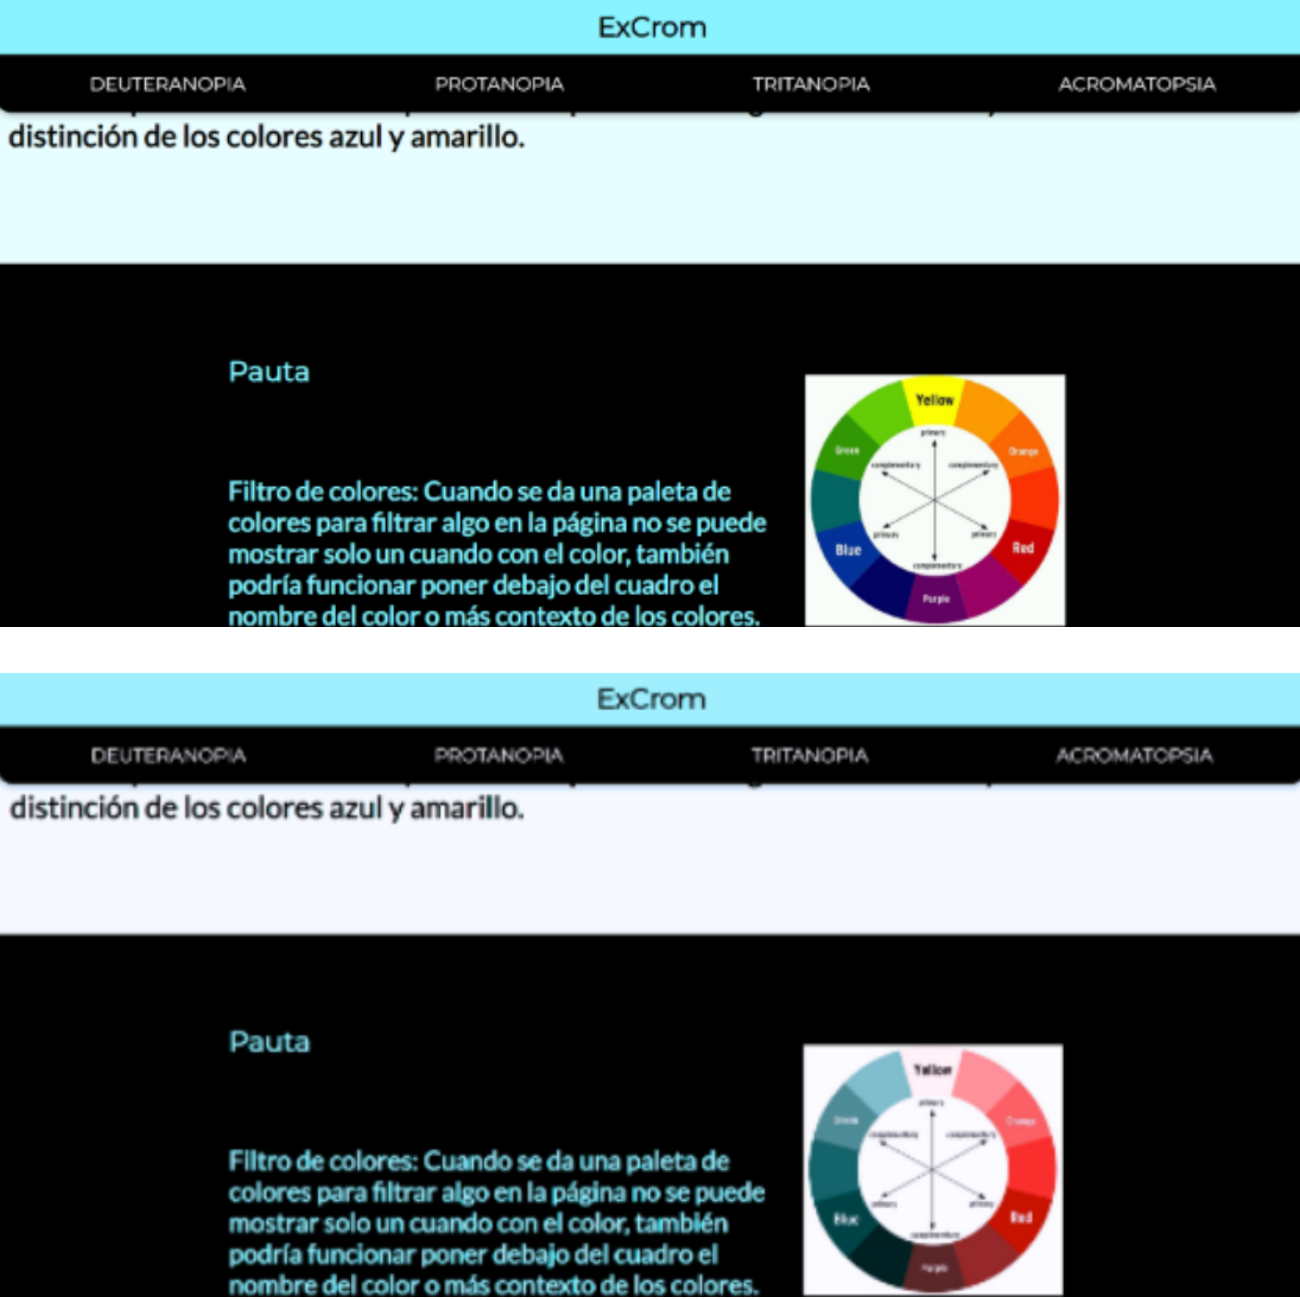 ExCrom
DEUTERANOPIA PROTANOPIA TRITANOPIA ACROMATOPSIA
distinción de los colores azul y amarillo.
Pauta
Filtro de colores: Cuando se da una paleta de
colores para filtrar algo en la página no se puede
mostrar solo un cuando con el color, también
podría funcionar poner debajo del cuadro el
nombre del color o más contexto de los colores.
Yellow
primary
Green
Orange
complementary complementary
primary primary
Blue
Red
complementary
Purple
ExCrom
DEUTERANOPIA PROTANOPIA TRITANOPIA ACROMATOPSIA
distinción de los colores azul y amarillo.
Pauta
Filtro de colores: Cuando se da una paleta de
colores para filtrar algo en la página no se puede
mostrar solo un cuando con el color, también
podría funcionar poner debajo del cuadro el
nombre del color o más contexto de los colores.
Yellow
primary
Green
Orange
complementary complementary
primary primary
Blue
Red
complementary
Purple